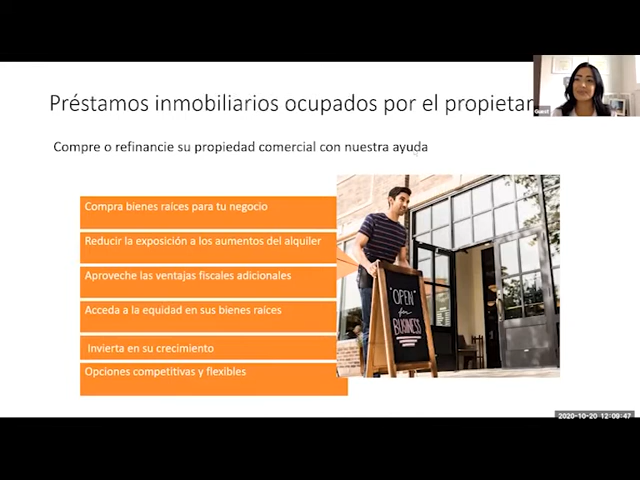 Préstamos inmobiliarios ocupados por el propietar
Guest
Compre o refinancie su propiedad comercial con nuestra ayuda
Compra bienes raíces para tu negocio
Reducir la exposición a los aumentos del alquiler
Aproveche las ventajas fiscales adicionales
Acceda a la equidad en sus bienes raíces
Invierta en su crecimiento
Opciones competitivas y flexibles
"OPEN
for
BUSINESS
2020-10-20 12:09:47